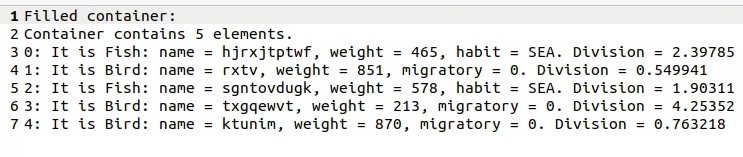 1 Filled container:
2 Container contains 5 elements.
3 0: It is Fish: name = hjrxjtptwf, weight = 465, habit = SEA. Division = 2.39785
4 1: It is Bird: name = rxtv, weight = 851, migratory = 0. Division = 0.549941
5 2: It is Fish: name = sgntovdugk, weight = 578, habit = SEA. Division = 1.90311
6 3: It is Bird: name = txgqewvt, weight = 213, migratory = 0. Division = 4.25352
7 4: It is Bird: name = ktunim, weight = 870, migratory = 0. Division = 0.763218